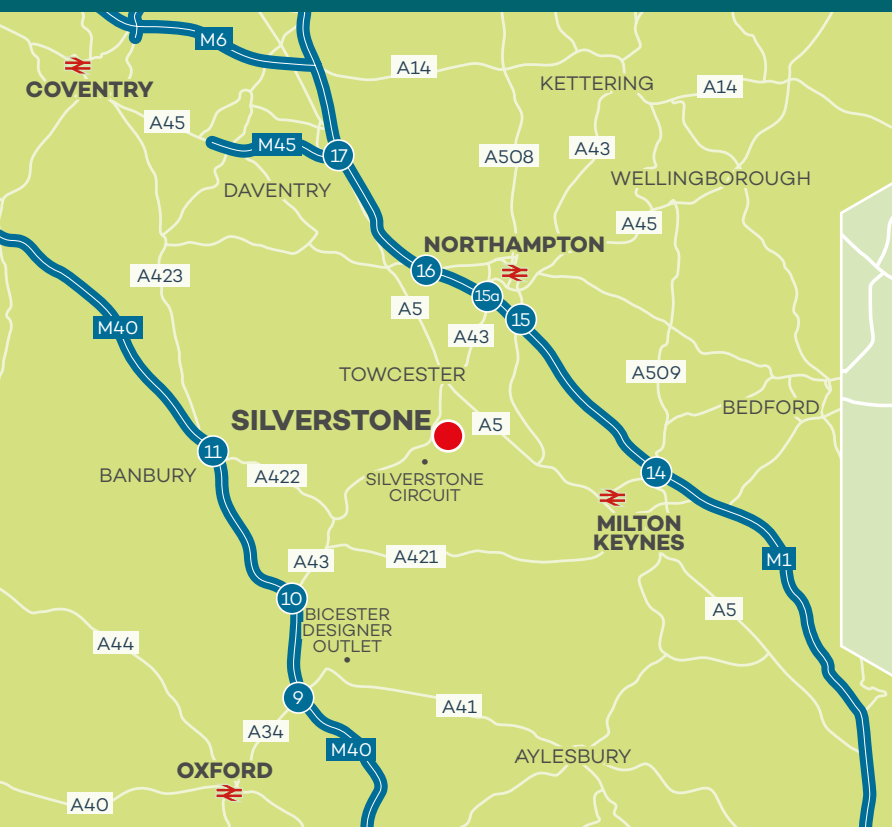 M6
A14
COVENTRY
KETTERING
A14
A45
M45
17
A508
A43
DAVENTRY
WELLINGBOROUGH
A45
NORTHAMPTON
16
A423
15a
A5
15
M40
A43
TOWCESTER
A509
BEDFORD
SILVERSTONE
A5
11
BANBURY
A422
SILVERSTONE
CIRCUIT
14
MILTON
KEYNES
A43
A421
M1
10
BICESTER
DESIGNER
OUTLET
A5
A44
9
A41
A34
M40
AYLESBURY
OXFORD
A40